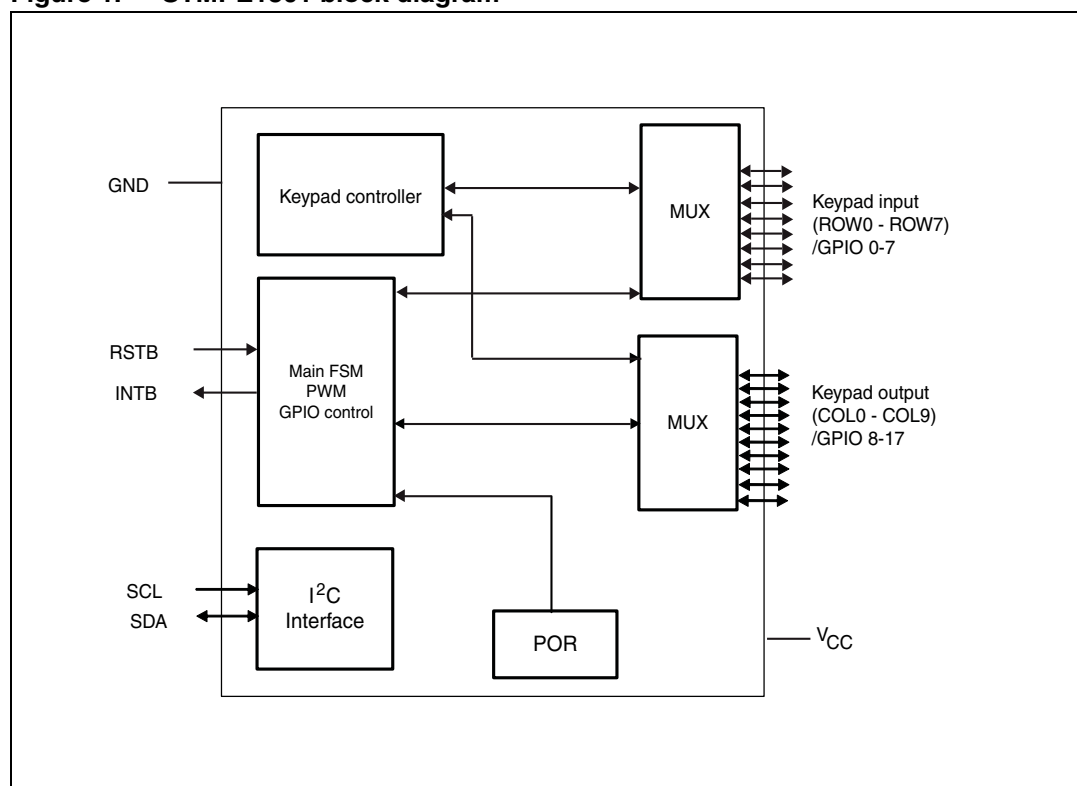 GND
Keypad controller
MUX
Keypad input
(ROW0 - ROW7)
/GPIO 0-7
RSTB
INTB
Main FSM
PWM
GPIO control
MUX
Keypad output
(COL0 - COL9)
/GPIO 8-17
SCL
SDA
I²C
Interface
POR
VCC